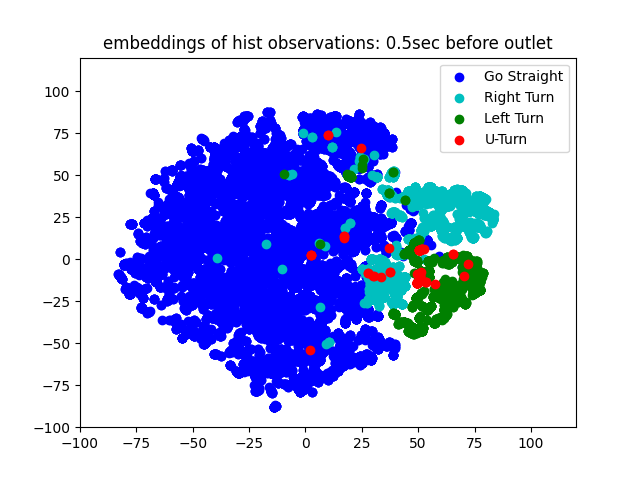 embeddings of hist observations: 0.5sec before outlet
Go Straight
Right Turn
Left Turn
U-Turn
100
75
50
25
0
−25
−50
−75
−100
−100 −75 −50 −25 0 25 50 75 100